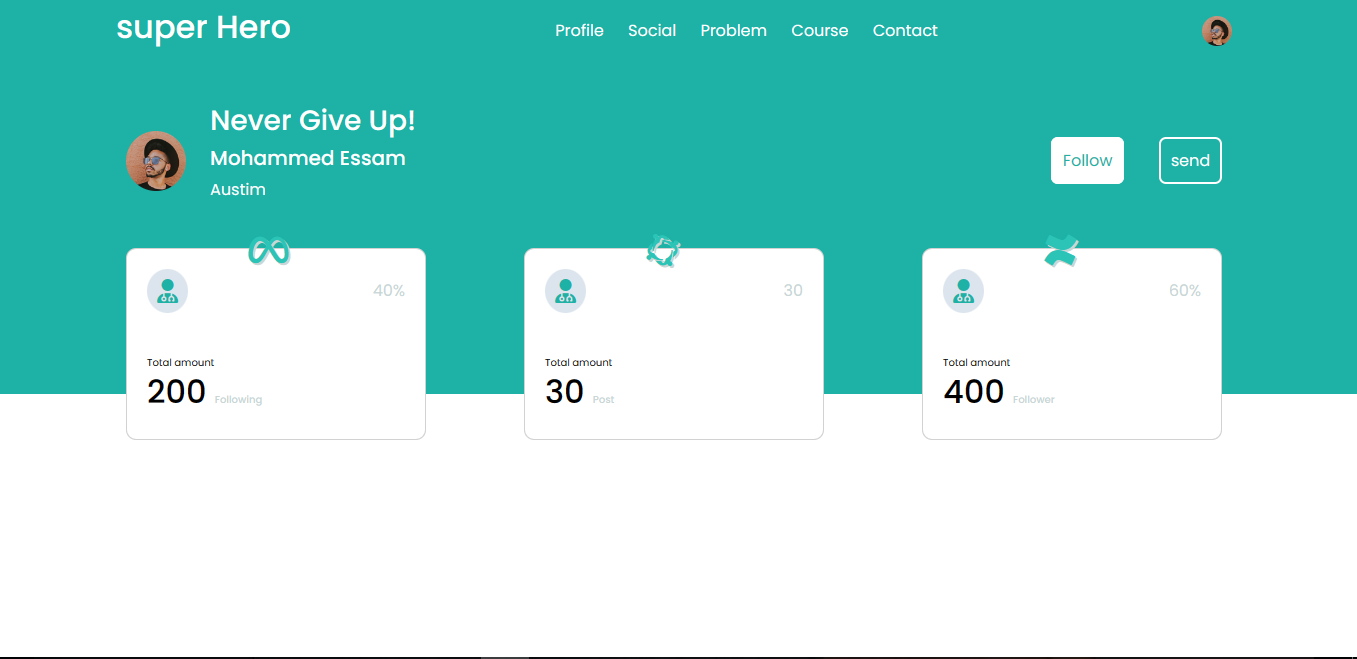 super Hero
Profile Social Problem Course Contact
Never Give Up!
Mohammed Essam
Austim
Follow send
40%
Total amount
200 Following
30
Total amount
30 Post
60%
Total amount
400 Follower